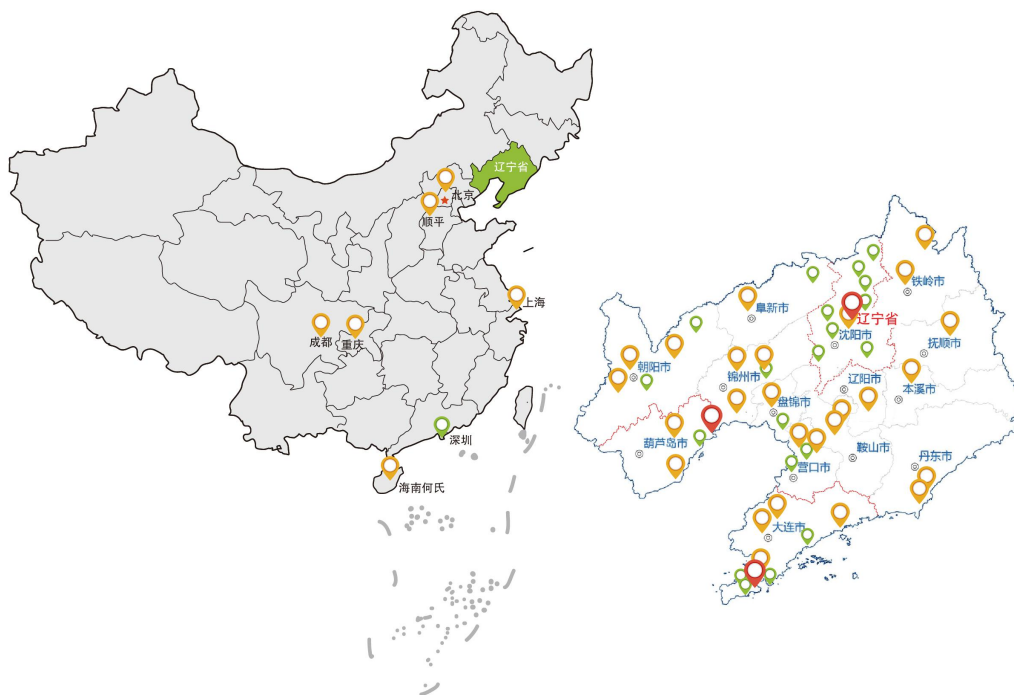 辽宁省
北京
顺平
上海
成都
重庆
深圳
海南何氏
铁岭市
阜新市
辽宁省
沈阳市
抚顺市
朝阳市
锦州市
辽阳市
本溪市
盘锦市
葫芦岛市
鞍山市
营口市
丹东市
大连市